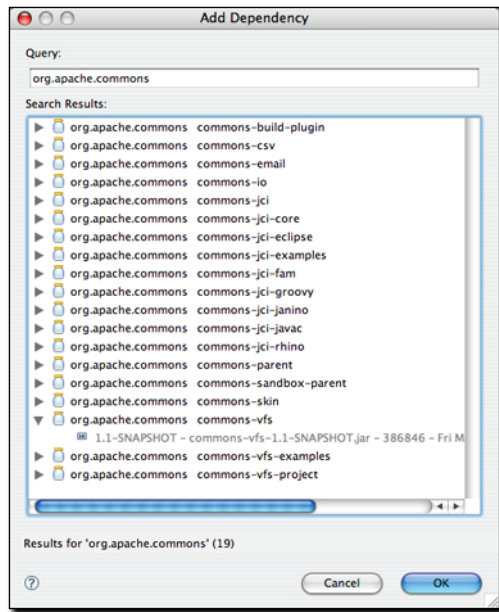 Add Dependency
Query:
org.apache.commons
Search Results:
org.apache.commons commons-build-plugin
org.apache.commons commons-csv
org.apache.commons commons-email
org.apache.commons commons-io
org.apache.commons commons-jci
org.apache.commons commons-jci-core
org.apache.commons commons-jci-eclipse
org.apache.commons commons-jci-examples
org.apache.commons commons-jci-fam
org.apache.commons commons-jci-groovy
org.apache.commons commons-jci-janino
org.apache.commons commons-jci-javac
org.apache.commons commons-jci-rhino
org.apache.commons commons-parent
org.apache.commons commons-sandbox-parent
org.apache.commons commons-skin
org.apache.commons commons-vfs
1.1-SNAPSHOT - commons-vfs-1.1-SNAPSHOT.jar - 386846 - Fri M
org.apache.commons commons-vfs-examples
org.apache.commons commons-vfs-project
Results for 'org.apache.commons' (19)
? Cancel OK